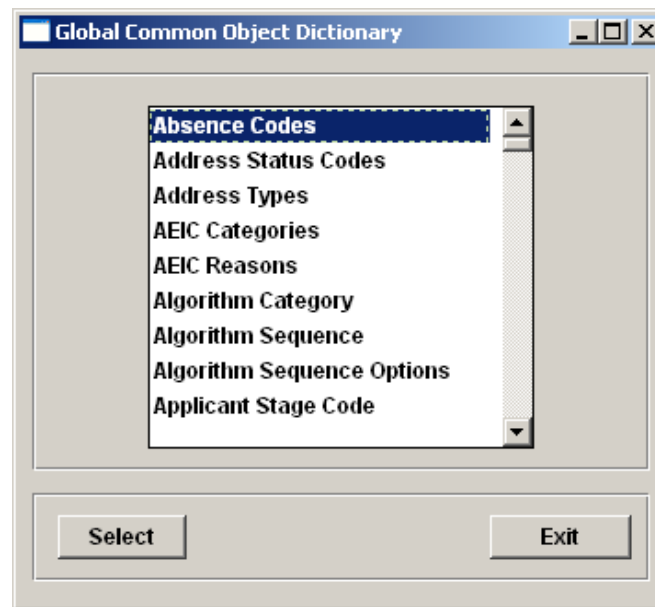 Global Common Object Dictionary
Absence Codes
Address Status Codes
Address Types
AEIC Categories
AEIC Reasons
Algorithm Category
Algorithm Sequence
Algorithm Sequence Options
Applicant Stage Code
Select Exit